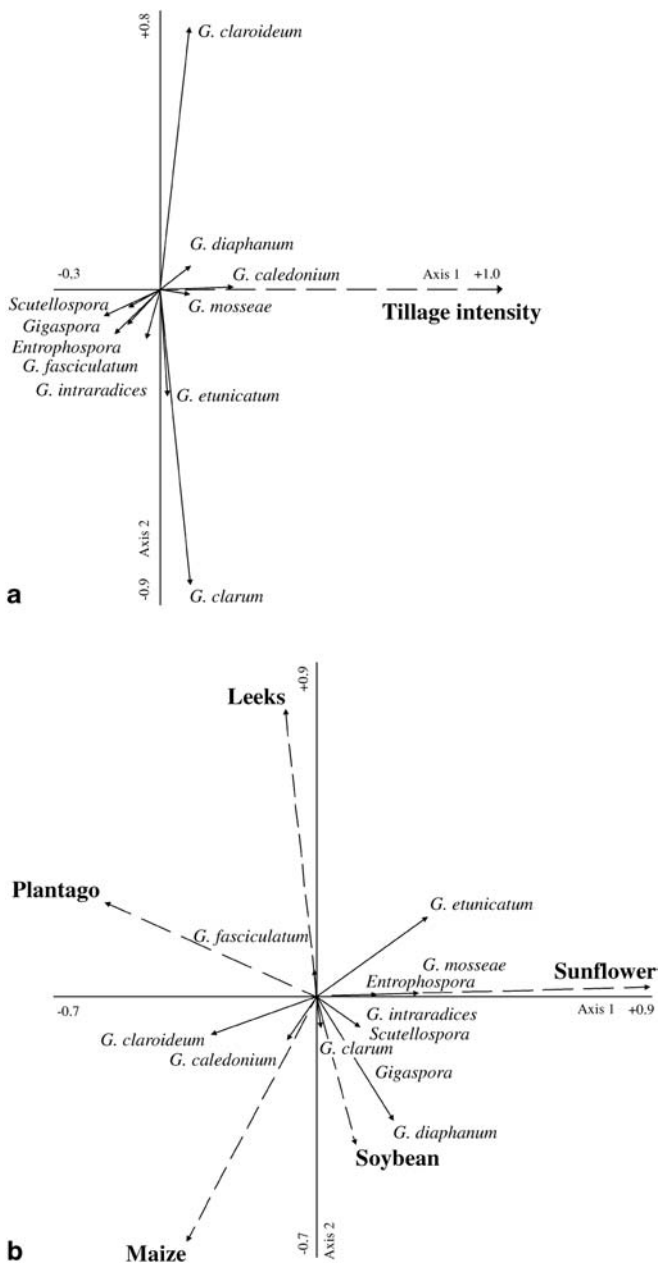 +0.8
G. claroideum
G. diaphanum
-0.3
G. caledonium
Axis 1 +1.0
Scutellospora
G. mosseae
Tillage intensity
Gigaspora
Entrophospora
G. fasciculatum
G. intraradices
G. etunicatum
Axis 2
-0.9
G. clarum
a
+0.9
Leeks
Plantago
G. etunicatum
G. fasciculatum
G. mosseae
Sunflower
Entrophospora
-0.7
Axis 1 +0.9
G. intraradices
G. claroideum
Scutellospora
G. caledonium
G. clarum
Gigaspora
G. diaphanum
Soybean
-0.7
Axis 2
Maize
b